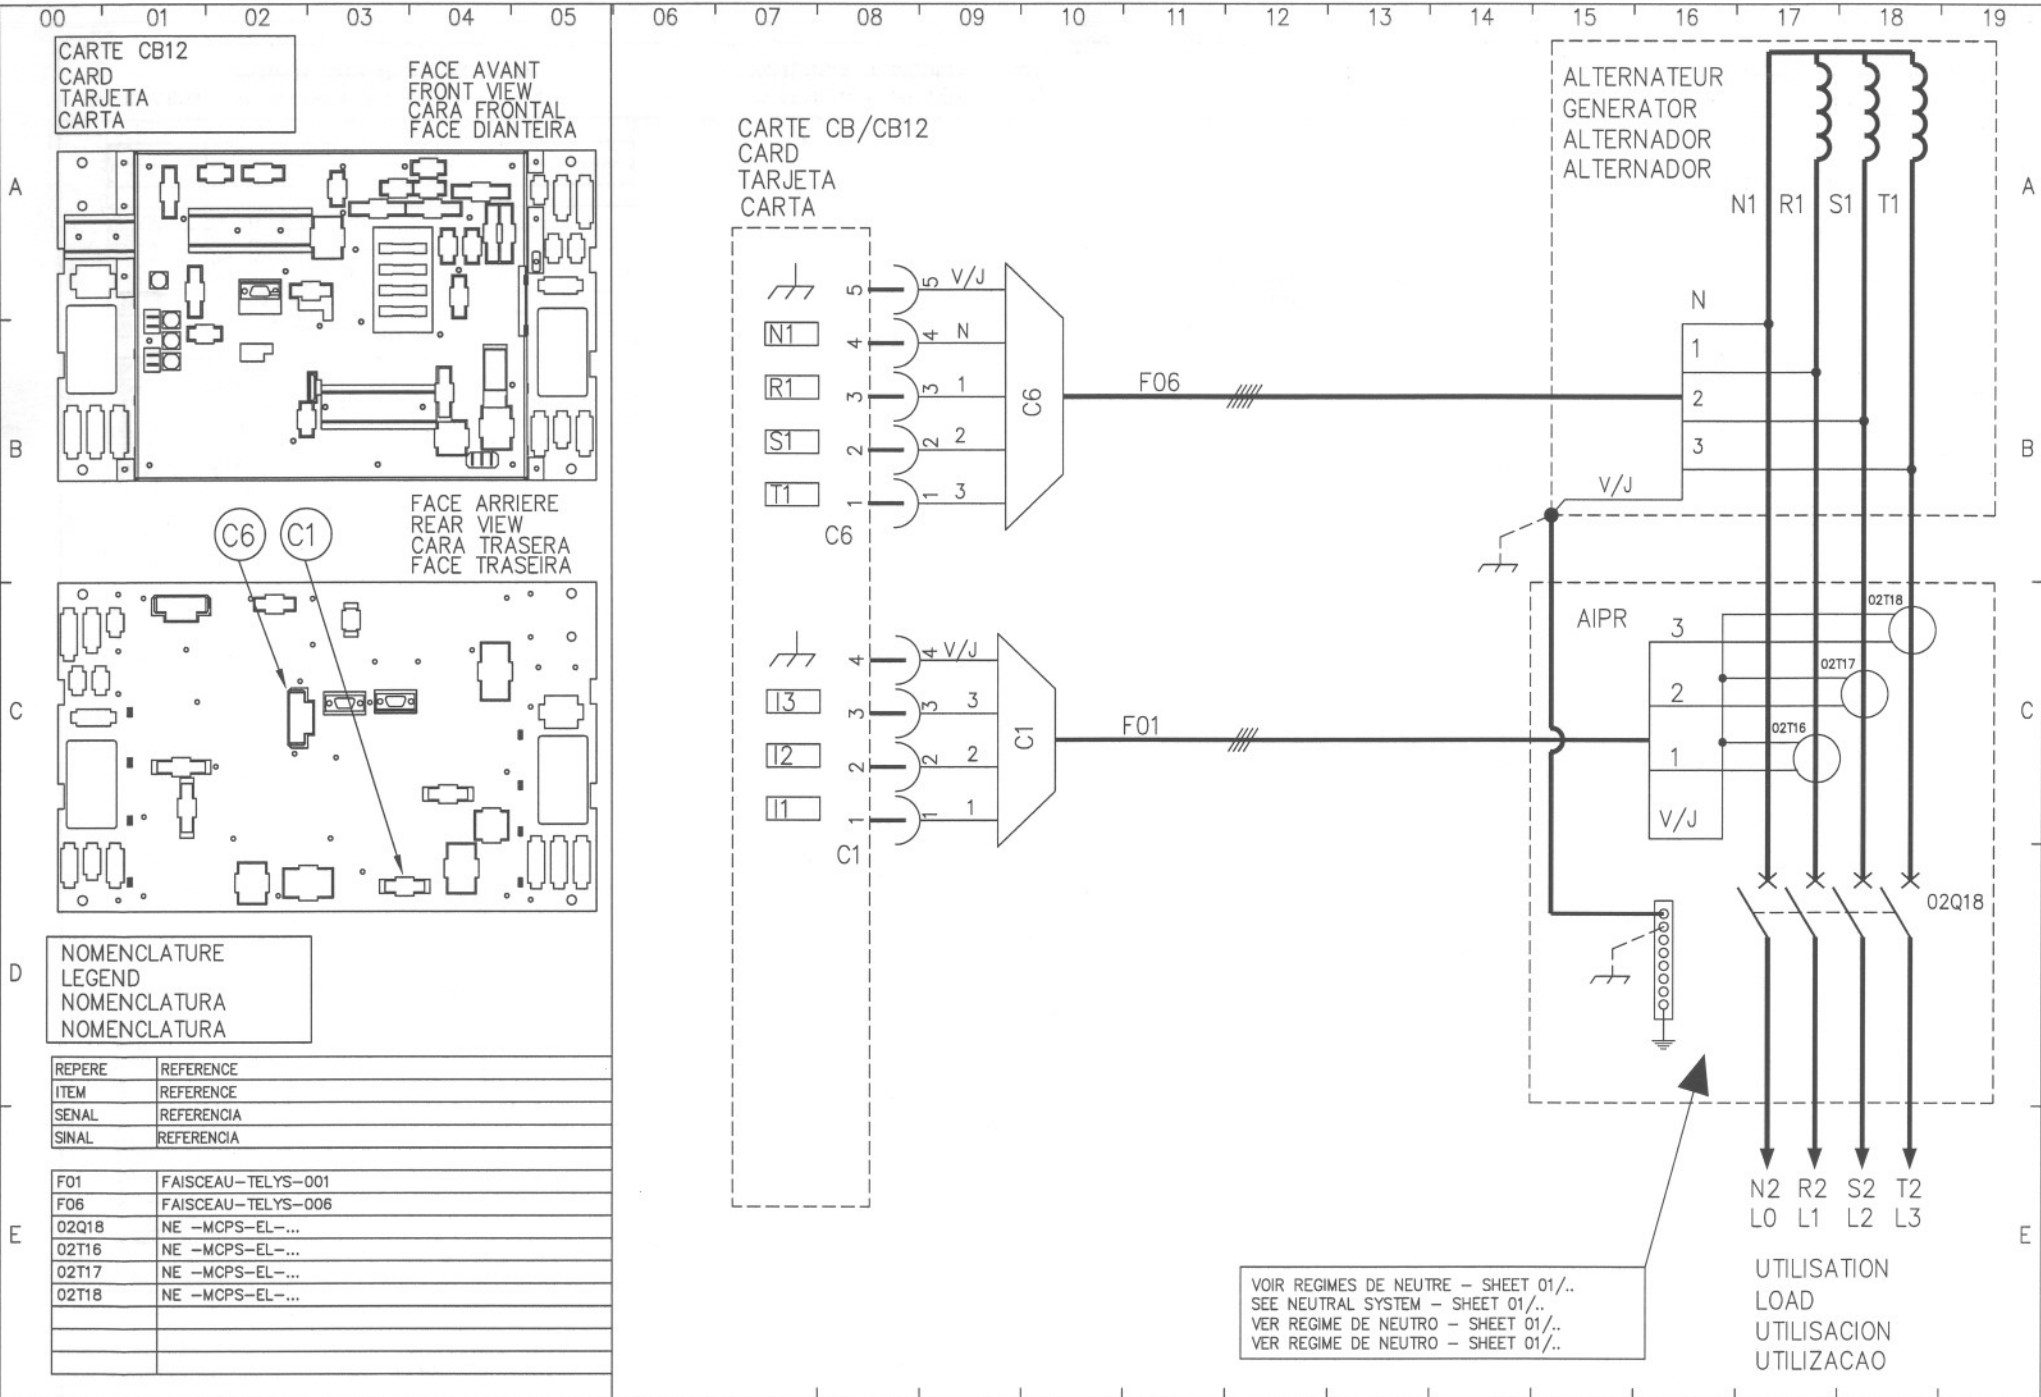 00 01 02 03 04 05 06 07 08 09 10 11 12 13 14 15 16 17 18 19
A
B
C
D
E
CARTE CB12
CARD
TARJETA
CARTA
FACE AVANT
FRONT VIEW
CARA FRONTAL
FACE DIANTEIRA
FACE ARRIERE
REAR VIEW
CARA TRASERA
FACE TRASEIRA
C6 C1
NOMENCLATURE
LEGEND
NOMENCLATURA
NOMENCLATURA
REPERE REFERENCE
ITEM REFERENCE
SENAL REFERENCIA
SINAL REFERENCIA
F01 FAISCEAU-TELYS-001
F06 FAISCEAU-TELYS-006
02Q18 NE -MCPS-EL-...
02T16 NE -MCPS-EL-...
02T17 NE -MCPS-EL-...
02T18 NE -MCPS-EL-...
CARTE CB/CB12
CARD
TARJETA
CARTA
5 5 V/J
N1 4 4 N
R1 3 3 1
S1 2 2 2
T1 1 1 3
C6
C6
F06
4 4 V/J
I3 3 3 3
I2 2 2 2
I1 1 1 1
C1
C1
F01
ALTERNATEUR
GENERATOR
ALTERNADOR
ALTERNADOR
N1 R1 S1 T1
N
1
2
3
V/J
AIPR
3 02T18
2 02T17
1 02T16
V/J
02Q18
N2 R2 S2 T2
L0 L1 L2 L3
UTILISATION
LOAD
UTILISACION
UTILIZACAO
VOIR REGIMES DE NEUTRE - SHEET 01/..
SEE NEUTRAL SYSTEM - SHEET 01/..
VER REGIME DE NEUTRO - SHEET 01/..
VER REGIME DE NEUTRO - SHEET 01/..
A
B
C
E